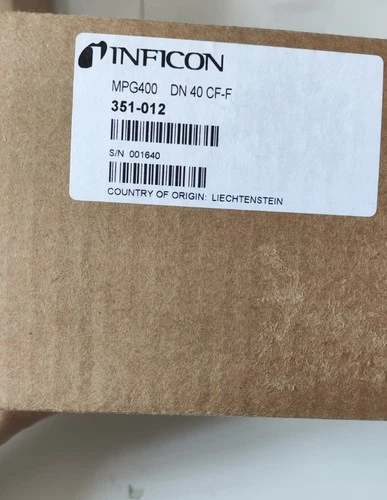 INFICON
MPG400 DN 40 CF-F
351-012
S/N 001640
COUNTRY OF ORIGIN: LIECHTENSTEIN